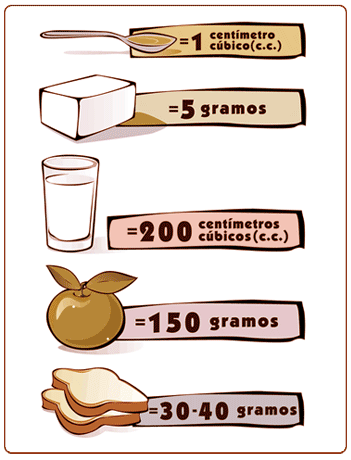 =1 centímetro
cúbico(c.c.)
=5 gramos
=200 centímetros
cúbicos(c.c.)
=150 gramos
=30-40 gramos